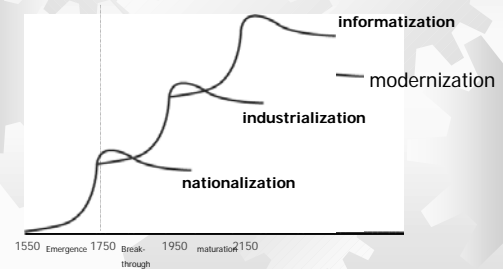 informatization
modernization
industrialization
nationalization
1550 Emergence 1750 Break-through 1950 maturation 2150